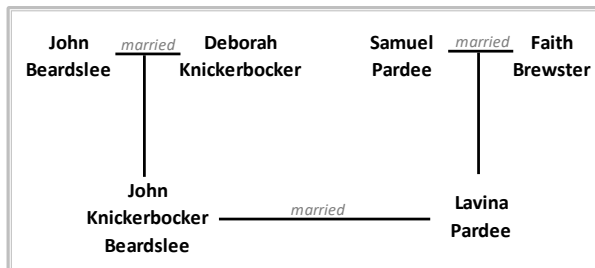 John
Beardslee
married
Deborah
Knickerbocker
Samuel
Pardee
married
Faith
Brewster
John
Knickerbocker
Beardslee
married
Lavina
Pardee